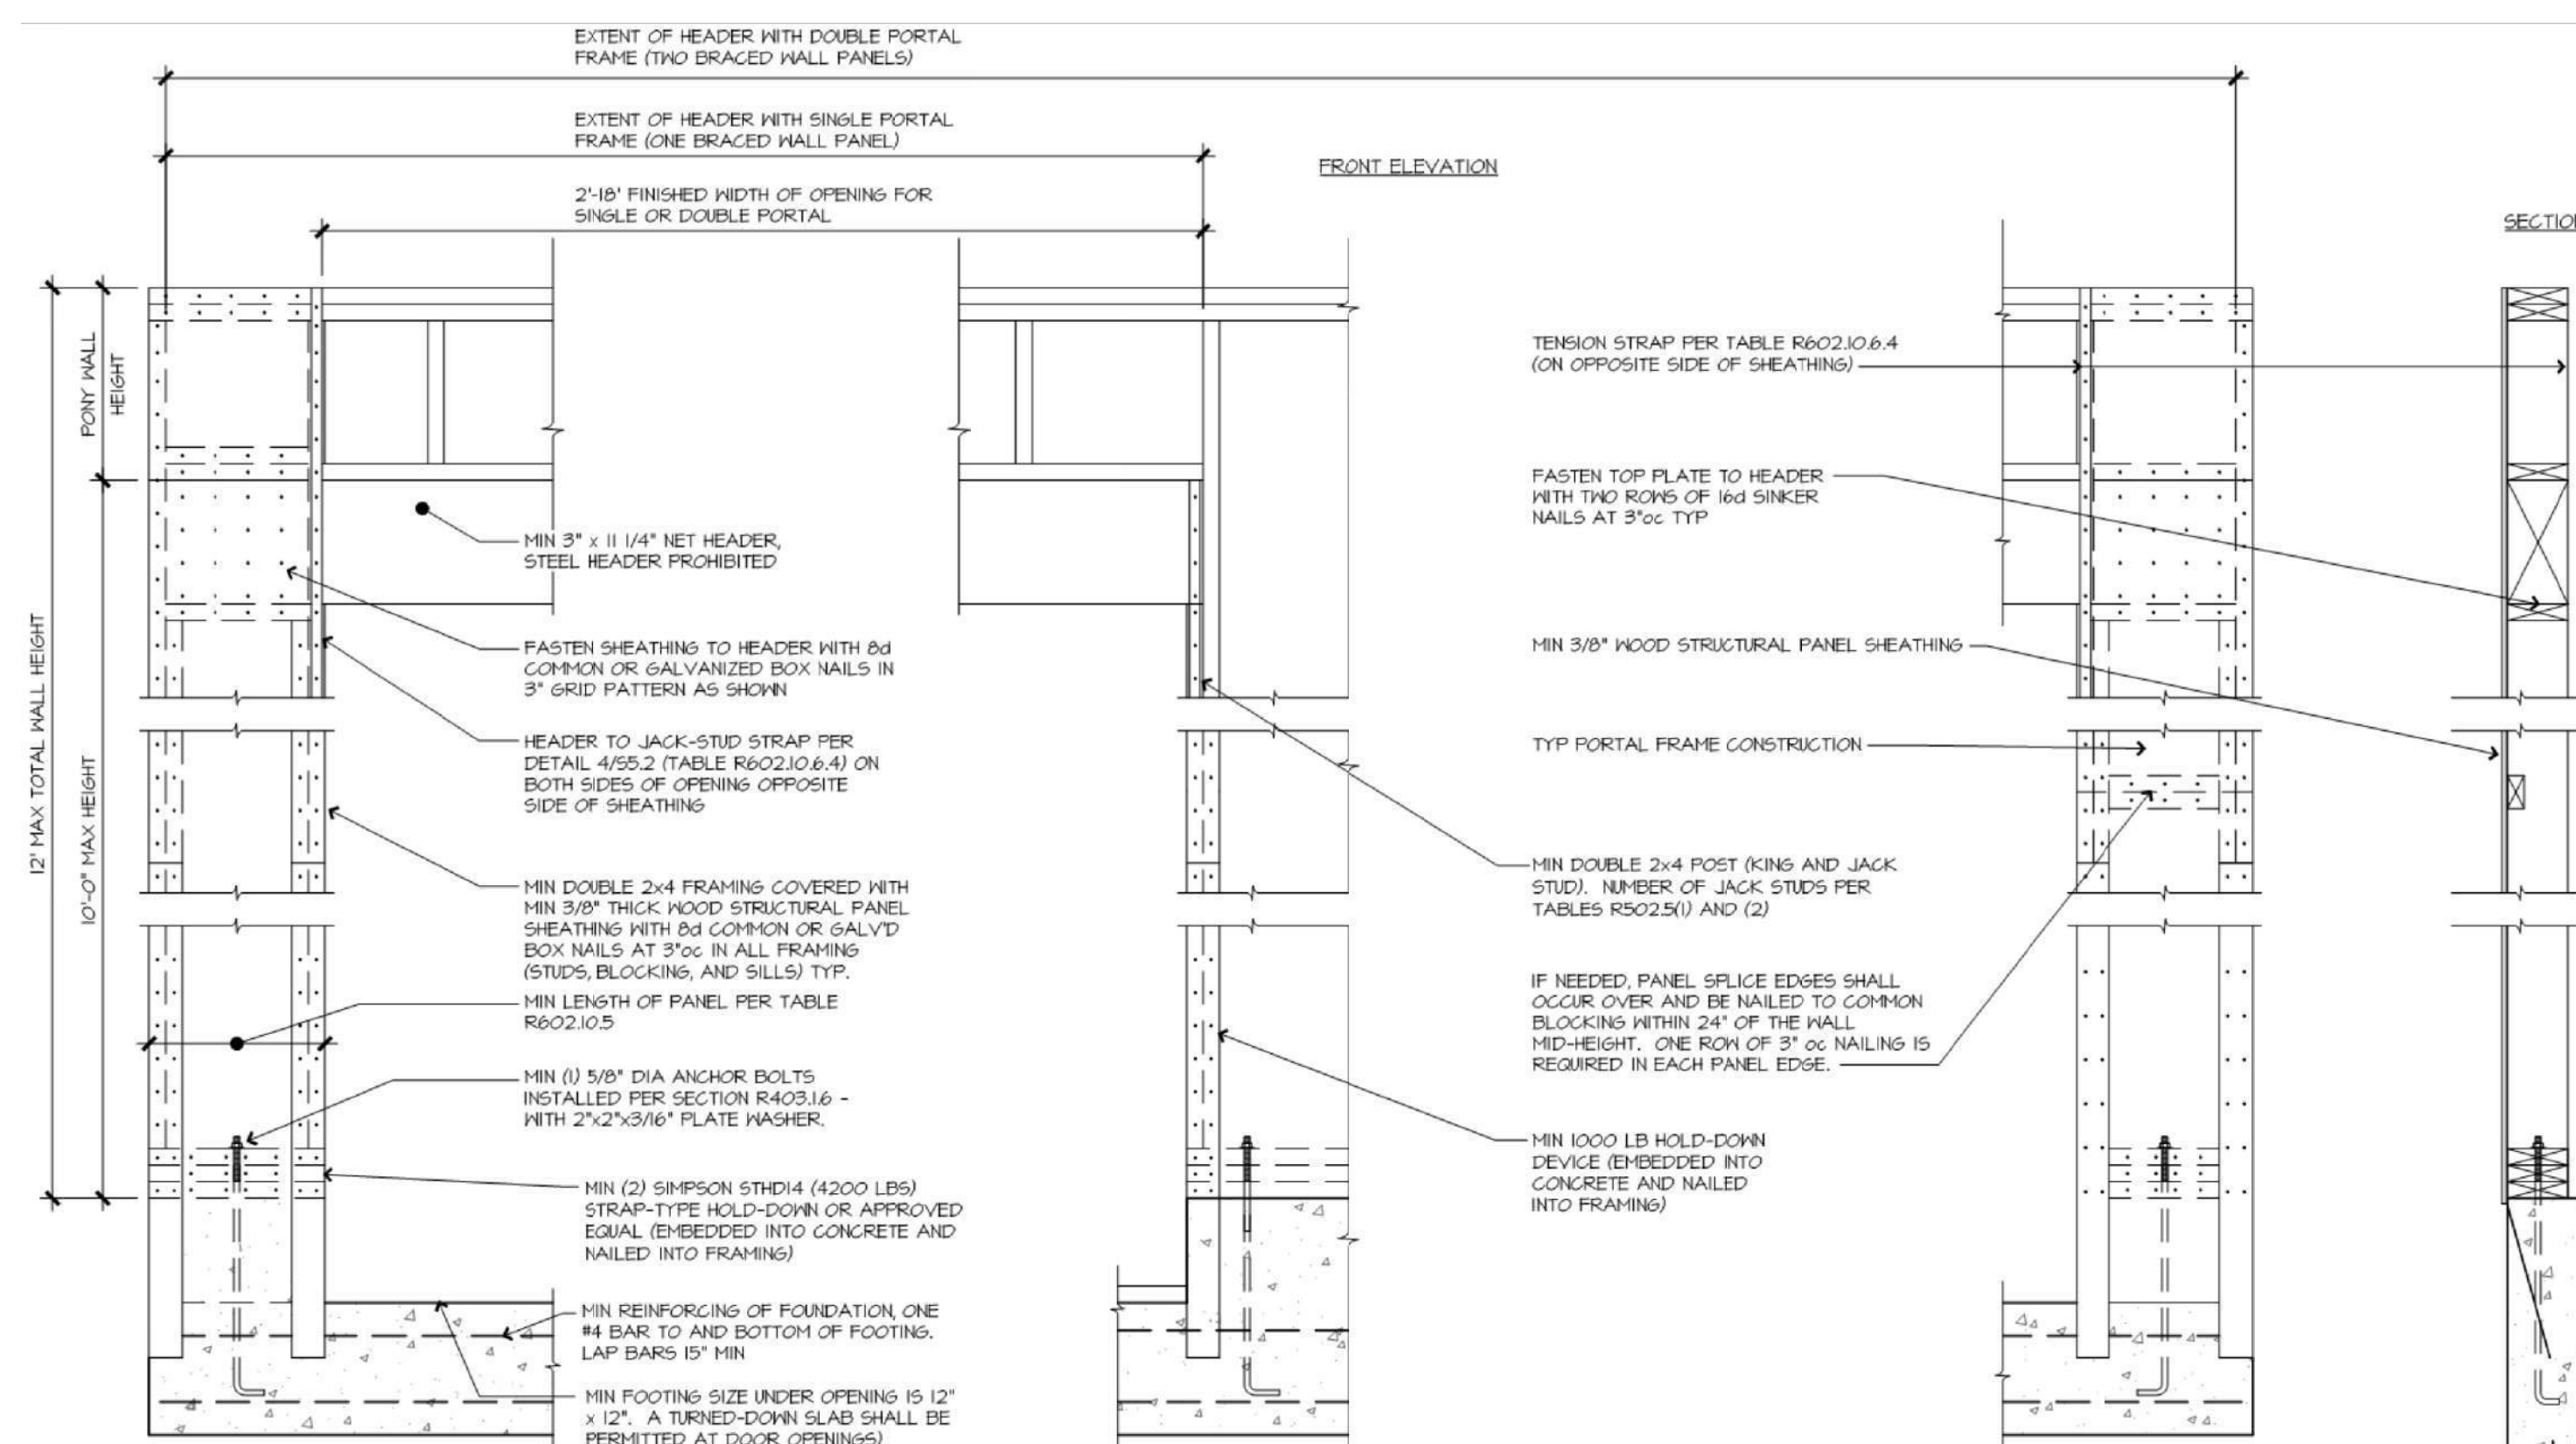 EXTENT OF HEADER WITH DOUBLE PORTAL
FRAME (TWO BRACED WALL PANELS)
EXTENT OF HEADER WITH SINGLE PORTAL
FRAME (ONE BRACED WALL PANEL)
FRONT ELEVATION
2'-18' FINISHED WIDTH OF OPENING FOR
SINGLE OR DOUBLE PORTAL
12' MAX TOTAL WALL HEIGHT
PONY WALL
HEIGHT
10'-0" MAX HEIGHT
MIN 3" x 11 1/4" NET HEADER,
STEEL HEADER PROHIBITED
FASTEN SHEATHING TO HEADER WITH 8d
COMMON OR GALVANIZED BOX NAILS IN
3" GRID PATTERN AS SHOWN
HEADER TO JACK-STUD STRAP PER
DETAIL 4/S5.2 (TABLE R602.10.6.4) ON
BOTH SIDES OF OPENING OPPOSITE
SIDE OF SHEATHING
MIN DOUBLE 2x4 FRAMING COVERED WITH
MIN 3/8" THICK WOOD STRUCTURAL PANEL
SHEATHING WITH 8d COMMON OR GALV'D
BOX NAILS AT 3"oc IN ALL FRAMING
(STUDS, BLOCKING, AND SILLS) TYP.
MIN LENGTH OF PANEL PER TABLE
R602.10.5
MIN (1) 5/8" DIA ANCHOR BOLTS
INSTALLED PER SECTION R403.1.6 -
WITH 2"x2"x3/16" PLATE WASHER.
MIN (2) SIMPSON STHD14 (4200 LBS)
STRAP-TYPE HOLD-DOWN OR APPROVED
EQUAL (EMBEDDED INTO CONCRETE AND
NAILED INTO FRAMING)
MIN REINFORCING OF FOUNDATION, ONE
#4 BAR TO AND BOTTOM OF FOOTING.
LAP BARS 15" MIN
MIN FOOTING SIZE UNDER OPENING IS 12"
x 12". A TURNED-DOWN SLAB SHALL BE
PERMITTED AT DOOR OPENINGS)
TENSION STRAP PER TABLE R602.10.6.4
(ON OPPOSITE SIDE OF SHEATHING)
FASTEN TOP PLATE TO HEADER
WITH TWO ROWS OF 16d SINKER
NAILS AT 3"oc TYP
MIN 3/8" WOOD STRUCTURAL PANEL SHEATHING
TYP PORTAL FRAME CONSTRUCTION
MIN DOUBLE 2x4 POST (KING AND JACK
STUD). NUMBER OF JACK STUDS PER
TABLES R502.5(1) AND (2)
IF NEEDED, PANEL SPLICE EDGES SHALL
OCCUR OVER AND BE NAILED TO COMMON
BLOCKING WITHIN 24" OF THE WALL
MID-HEIGHT. ONE ROW OF 3" oc NAILING IS
REQUIRED IN EACH PANEL EDGE.
MIN 1000 LB HOLD-DOWN
DEVICE (EMBEDDED INTO
CONCRETE AND NAILED
INTO FRAMING)